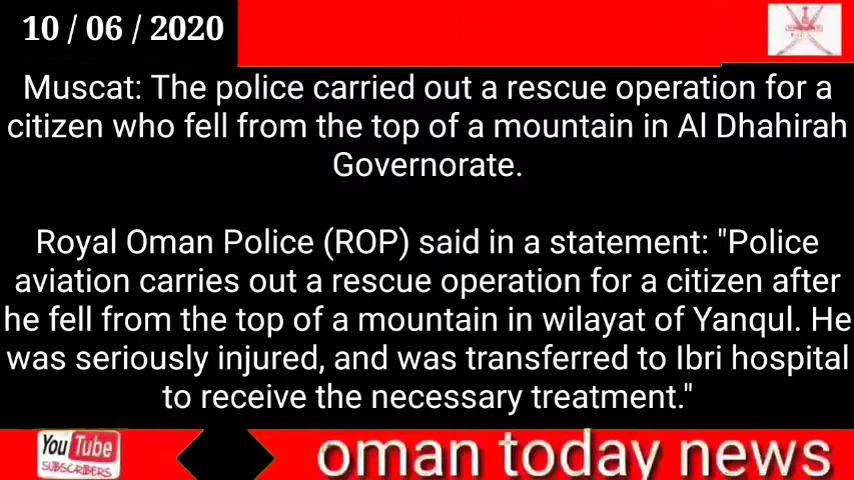 10 / 06 / 2020
Muscat: The police carried out a rescue operation for a
citizen who fell from the top of a mountain in Al Dhahirah
Governorate.
Royal Oman Police (ROP) said in a statement: "Police
aviation carries out a rescue operation for a citizen after
he fell from the top of a mountain in wilayat of Yanqul. He
was seriously injured, and was transferred to Ibri hospital
to receive the necessary treatment."
You Tube
SUBSCRIBERS
oman today news